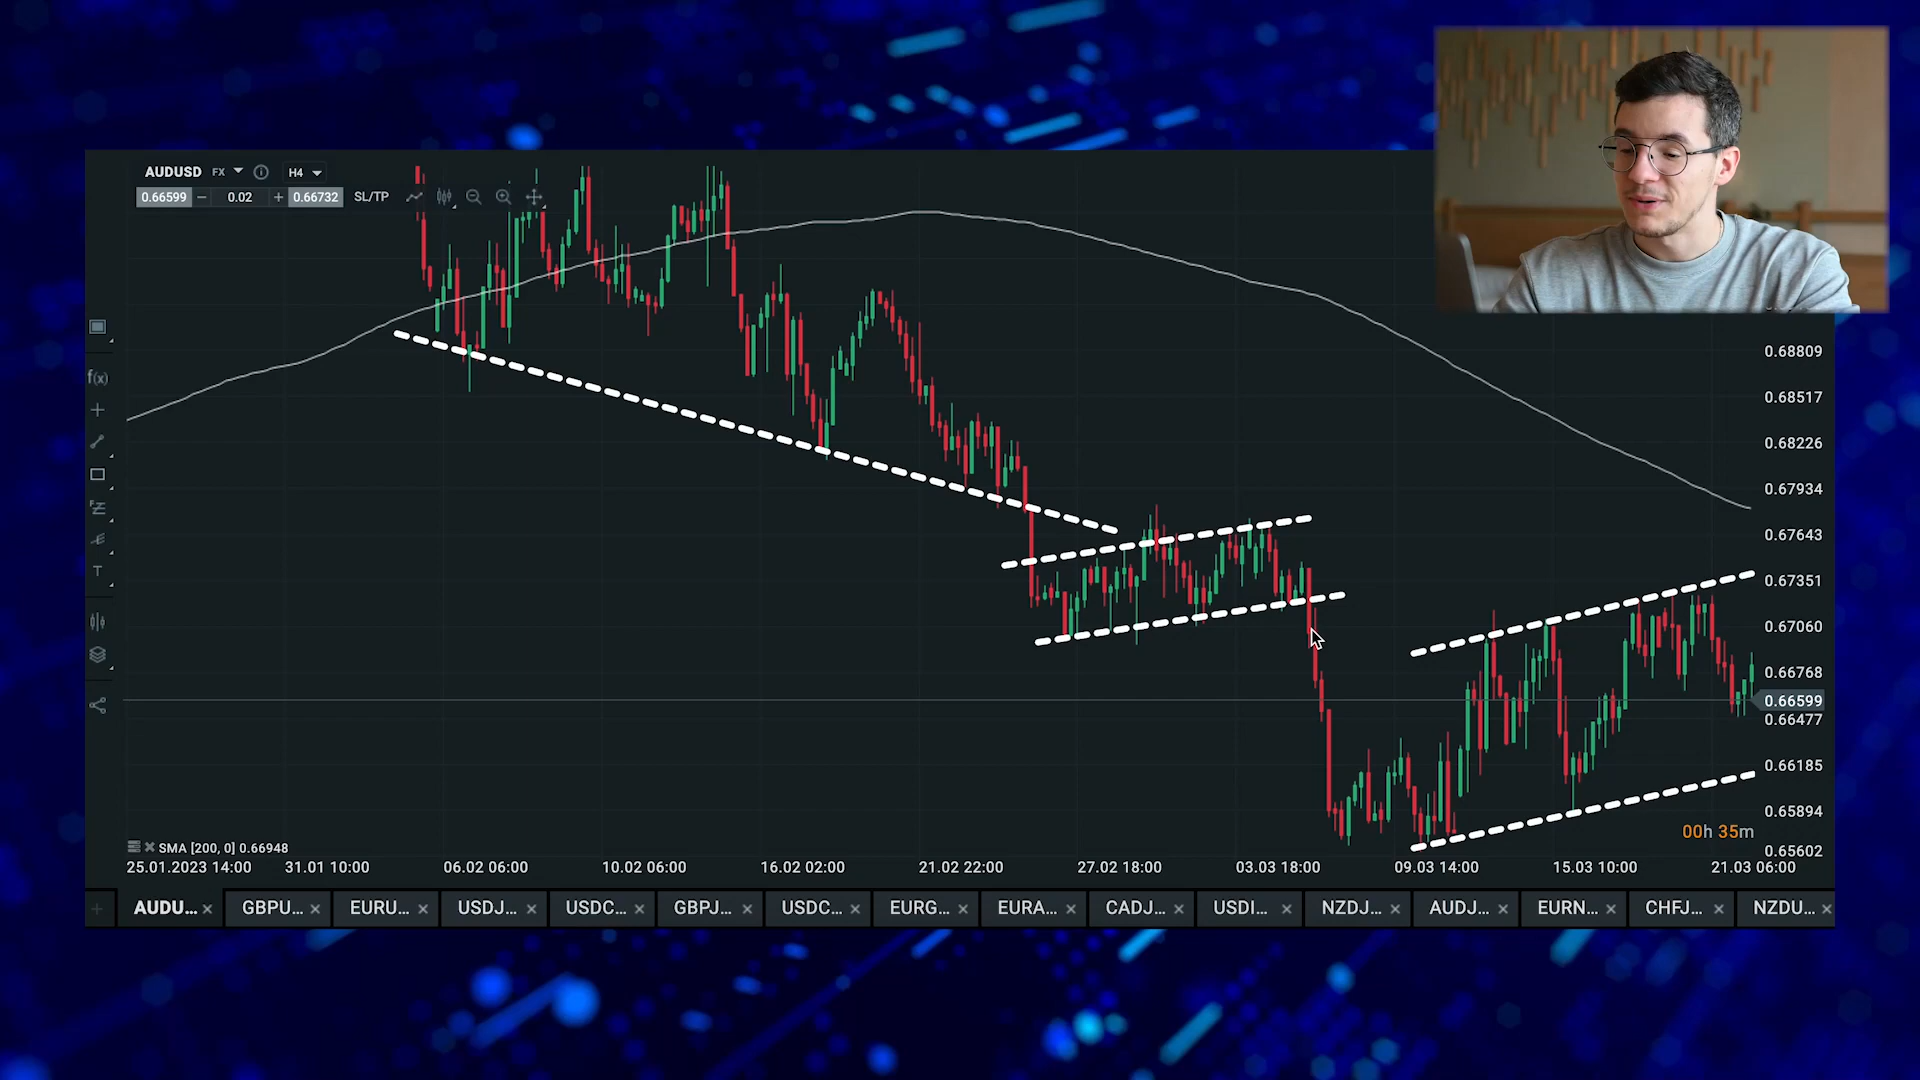 AUDUSD FX H4
0.66599 − 0.02 + 0.66732 SL/TP
0.68809
f(x)
0.68517
0.68226
0.67934
0.67643
T
0.67351
0.67060
0.66768
0.66599
0.66477
0.66185
0.65894
00h 35m
SMA [200, 0] 0.66948
0.65602
25.01.2023 14:00 31.01 10:00 06.02 06:00 10.02 06:00 16.02 02:00 21.02 22:00 27.02 18:00 03.03 18:00 09.03 14:00 15.03 10:00 21.03 06:00
AUDU... GBPU... EURU... USDJ... USDC... GBPJ... USDC... EURG... EURA... CADJ... USDI... NZDJ... AUDJ... EURN... CHFJ... NZDU...